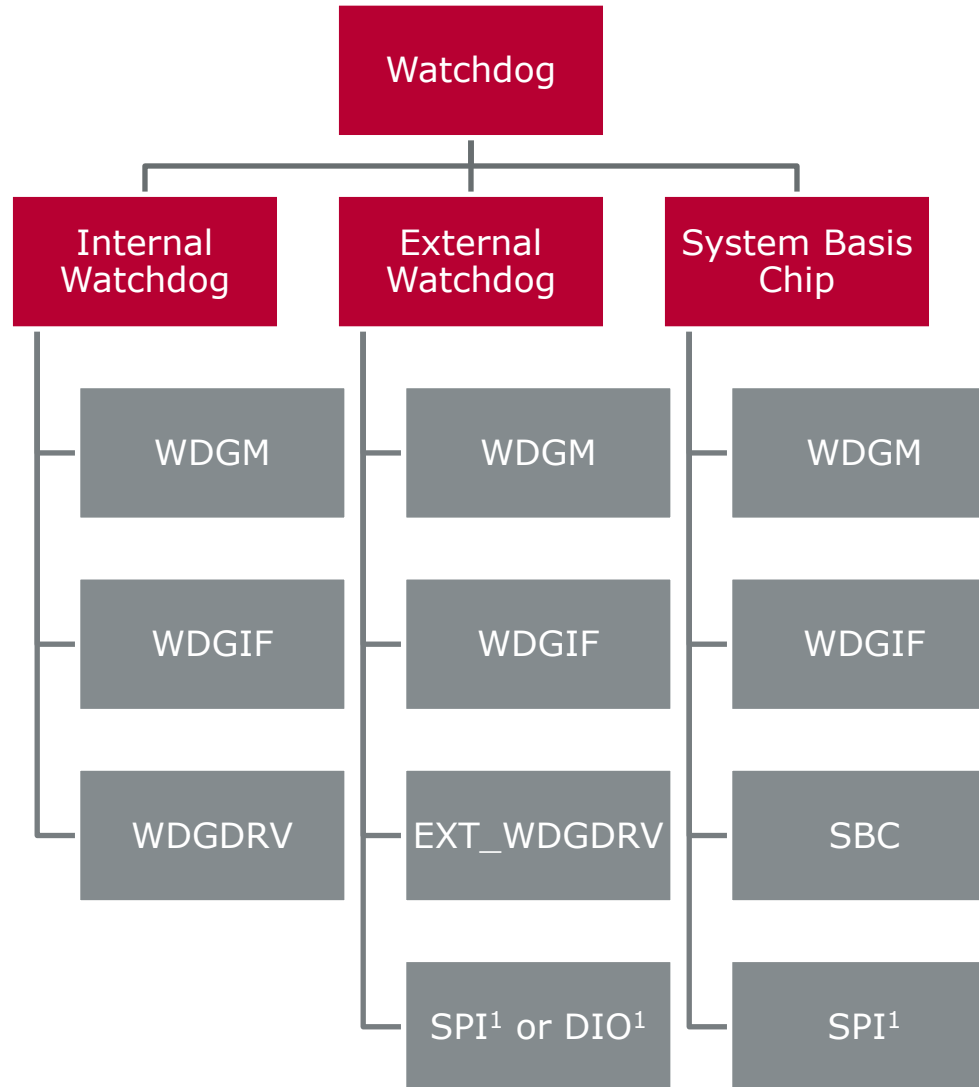 Watchdog
Internal
Watchdog
External
Watchdog
System Basis
Chip
WDGM
WDGM
WDGM
WDGIF
WDGIF
WDGIF
WDGDRV
EXT_WDGDRV
SBC
SPI¹ or DIO¹
SPI¹